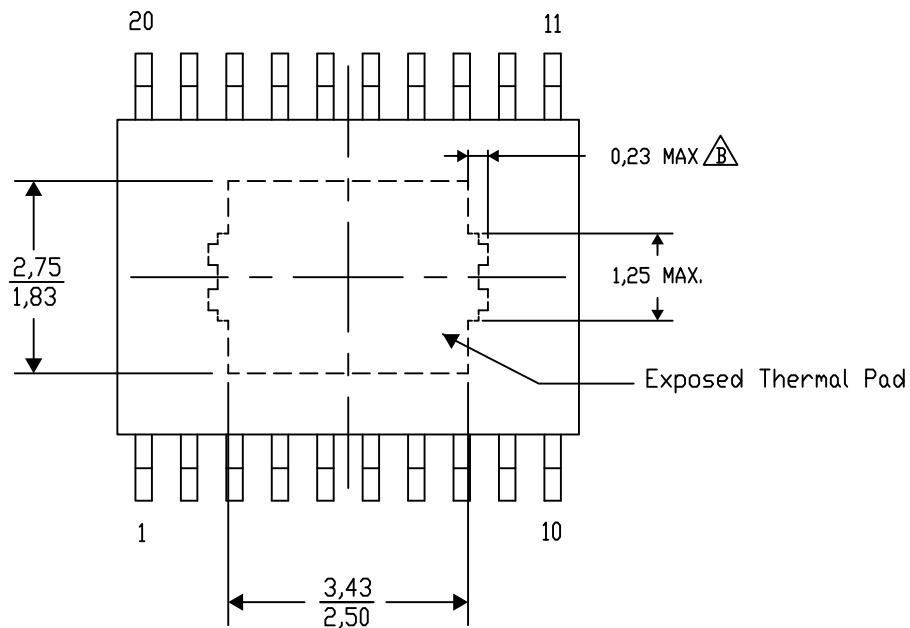 20
11
0,23 MAX B
2,75
1,83
1,25 MAX.
Exposed Thermal Pad
1
10
3,43
2,50